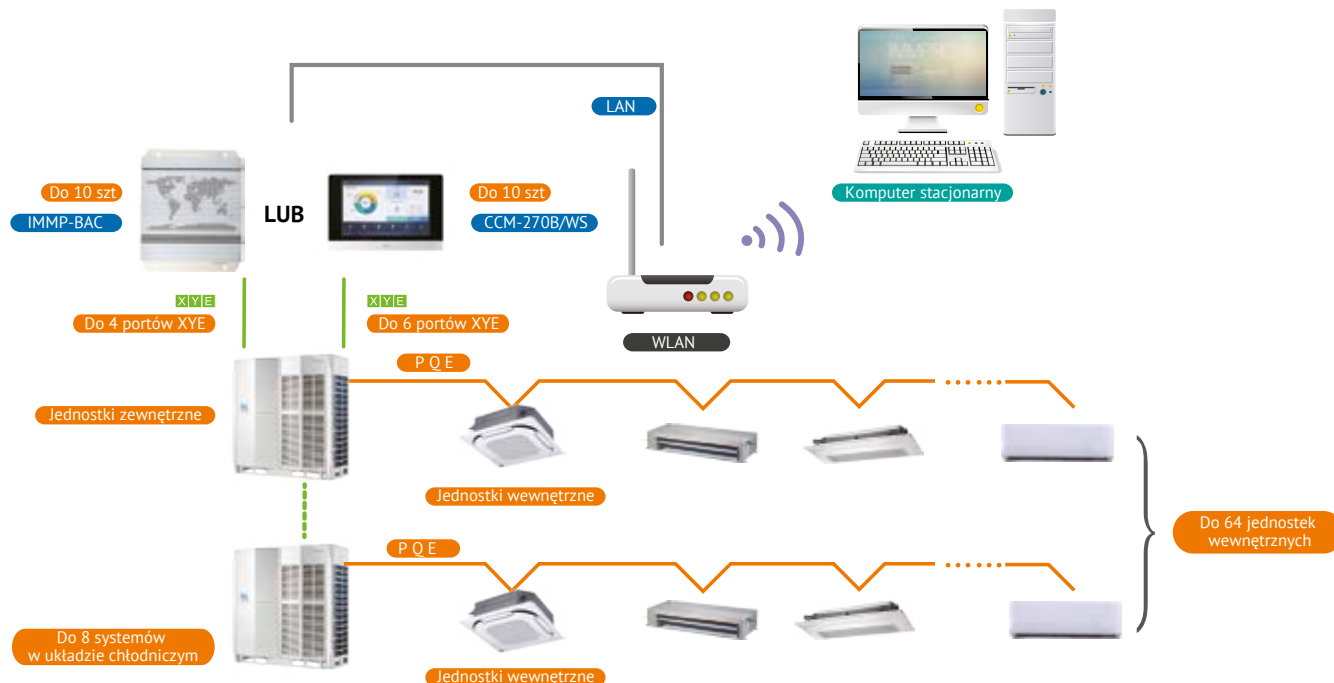 LAN
Do 10 szt
IMMP-BAC
LUB
Do 10 szt
CCM-270B/WS
Komputer stacjonarny
XYE
Do 4 portów XYE
XYE
Do 6 portów XYE
WLAN
P Q E
Jednostki zewnętrzne
Jednostki wewnętrzne
Do 64 jednostek
wewnętrznych
P Q E
Do 8 systemów
w układzie chłodniczym
Jednostki wewnętrzne